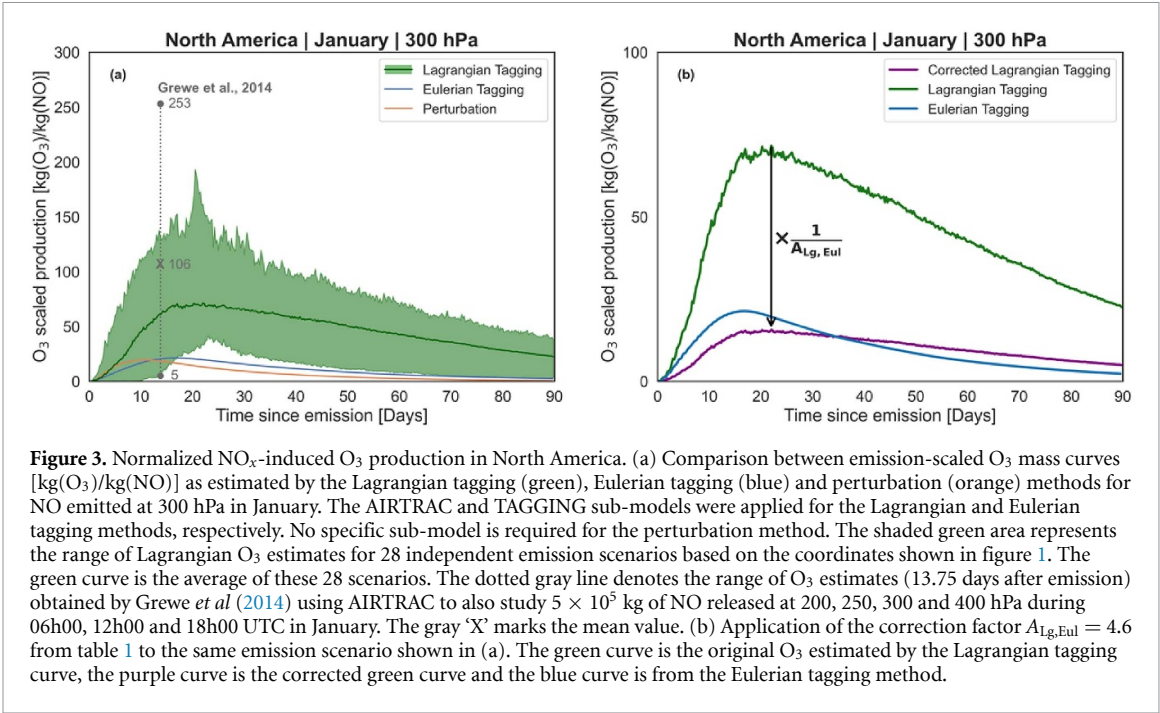 North America | January | 300 hPa
300
250
200
150
100
50
0
O3 scaled production [kg(O3)/kg(NO)]
(a)
Grewe et al., 2014
253
X 106
5
Lagrangian Tagging
Eulerian Tagging
Perturbation
0 10 20 30 40 50 60 70 80 90
Time since emission [Days]
North America | January | 300 hPa
100
50
0
O3 scaled production [kg(O3)/kg(NO)]
(b)
Corrected Lagrangian Tagging
Lagrangian Tagging
Eulerian Tagging
× 1
A Lg, Eul
0 10 20 30 40 50 60 70 80 90
Time since emission [Days]
Figure 3. Normalized NOx-induced O3 production in North America. (a) Comparison between emission-scaled O3 mass curves
[kg(O3)/kg(NO)] as estimated by the Lagrangian tagging (green), Eulerian tagging (blue) and perturbation (orange) methods for
NO emitted at 300 hPa in January. The AIRTRAC and TAGGING sub-models were applied for the Lagrangian and Eulerian
tagging methods, respectively. No specific sub-model is required for the perturbation method. The shaded green area represents
the range of Lagrangian O3 estimates for 28 independent emission scenarios based on the coordinates shown in figure 1. The
green curve is the average of these 28 scenarios. The dotted gray line denotes the range of O3 estimates (13.75 days after emission)
obtained by Grewe et al (2014) using AIRTRAC to also study 5 × 10⁵ kg of NO released at 200, 250, 300 and 400 hPa during
06h00, 12h00 and 18h00 UTC in January. The gray ‘X’ marks the mean value. (b) Application of the correction factor ALg,Eul = 4.6
from table 1 to the same emission scenario shown in (a). The green curve is the original O3 estimated by the Lagrangian tagging
curve, the purple curve is the corrected green curve and the blue curve is from the Eulerian tagging method.